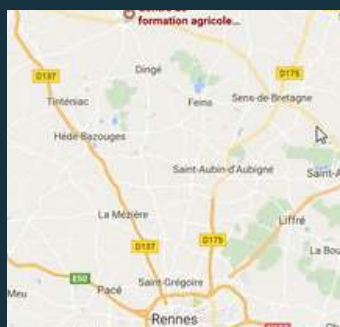 formation agricole...
D137
Dingé
D175
Tinténiac
Feins
Sens-de-Bretagne
Hédé-Bazouges
Saint-Aubin-d'Aubigné
Saint-A
La Mézière
Liffré
D137
D175
La Bou
E50
Saint-Grégoire
Pacé
Meu
Rennes